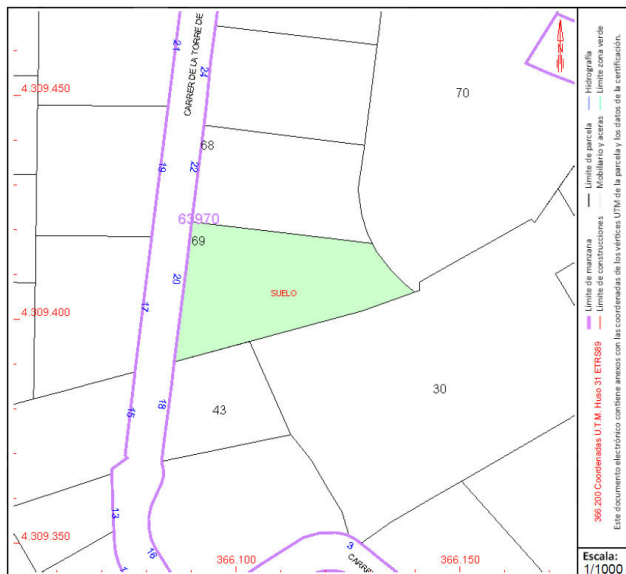 21
24
CARRER DE LA TORRE DE
4.309.450
70
68
19
22
63970
69
20
SUELO
17
4.309.400
30
43
15
18
13
16
4.309.350
366.100
366.150
3
CARRE
Límite de manzana
Límite de parcela
Hidrografía
Límite de construcciones
Mobiliario y aceras
Límite zona verde
366.200 Coordenadas U.T.M. Huso 31 ETRS89
Este documento electrónico contiene anexos con las coordenadas de los vértices UTM de la parcela y los datos de la certificación.
Escala:
1/1000